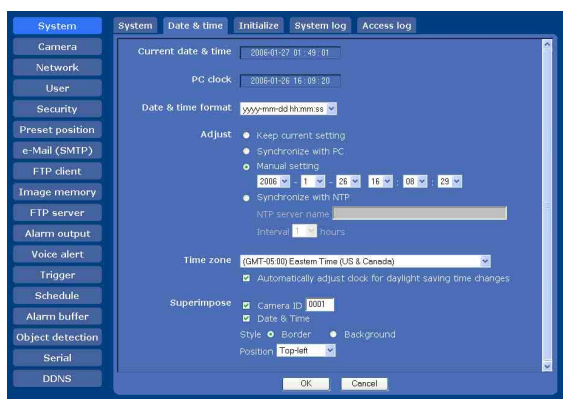 System
Camera
Network
User
Security
Preset position
e-Mail (SMTP)
FTP client
Image memory
FTP server
Alarm output
Voice alert
Trigger
Schedule
Alarm buffer
Object detection
Serial
DDNS
System Date & time Initialize System log Access log
Current date & time 2006-01-27 01 : 49 : 01
PC clock 2006-01-26 16 : 09 : 20
Date & time format yyyy-mm-dd hh:mm:ss
Adjust Keep current setting
Synchronize with PC
Manual setting
2006 - 1 - 26 16 : 08 : 29
Synchronize with NTP
NTP server name
Interval 1 hours
Time zone (GMT-05:00) Eastern Time (US & Canada)
Automatically adjust clock for daylight saving time changes
Superimpose Camera ID 0001
Date & Time
Style Border Background
Position Top-left
OK Cancel